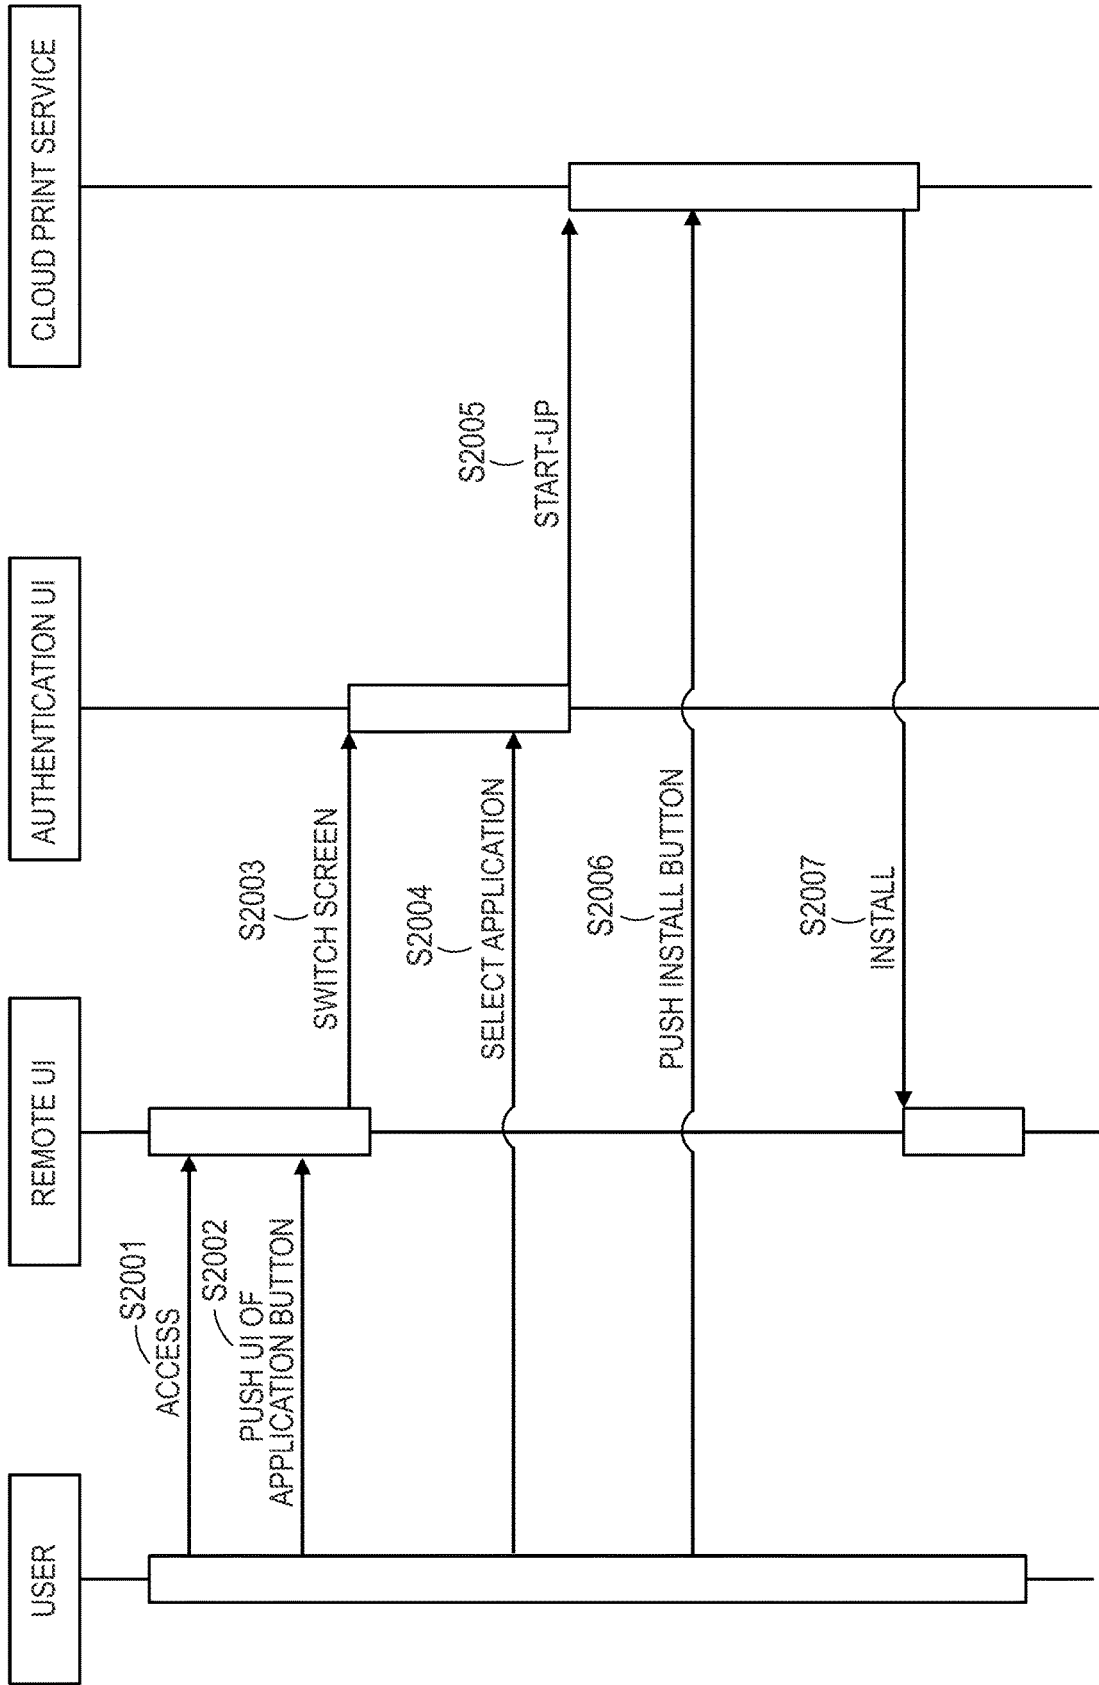 USER
REMOTE UI
AUTHENTICATION UI
CLOUD PRINT SERVICE
S2001
ACCESS
S2002
PUSH UI OF
APPLICATION BUTTON
S2003
SWITCH SCREEN
S2004
SELECT APPLICATION
S2005
START-UP
S2006
PUSH INSTALL BUTTON
S2007
INSTALL